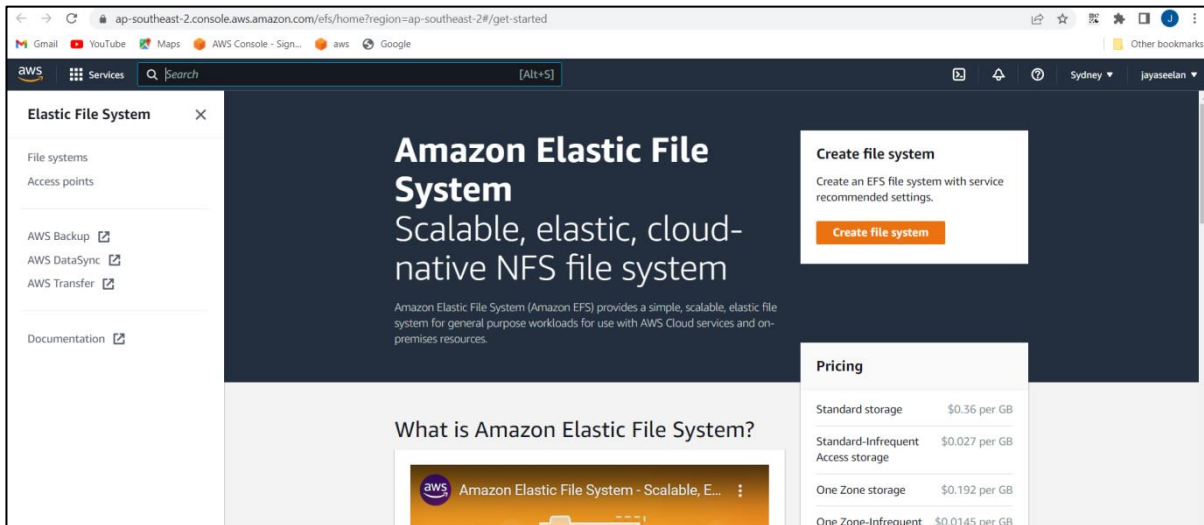 ap-southeast-2.console.aws.amazon.com/efs/home?region=ap-southeast-2#/get-started
J
Gmail
YouTube
Maps
AWS Console - Sign...
aws
Google
Other bookmarks
aws
Services
Search
[Alt+S]
Sydney
jayaseelan
Elastic File System
File systems
Access points
AWS Backup
AWS DataSync
AWS Transfer
Documentation
Amazon Elastic File
System
Scalable, elastic, cloud-
native NFS file system
Amazon Elastic File System (Amazon EFS) provides a simple, scalable, elastic file
system for general purpose workloads for use with AWS Cloud services and on-
premises resources.
Create file system
Create an EFS file system with service
recommended settings.
Create file system
Pricing
Standard storage $0.36 per GB
Standard-Infrequent $0.027 per GB
Access storage
One Zone storage $0.192 per GB
One Zone-Infrequent $0.0145 per GB
What is Amazon Elastic File System?
aws
Amazon Elastic File System - Scalable, E...